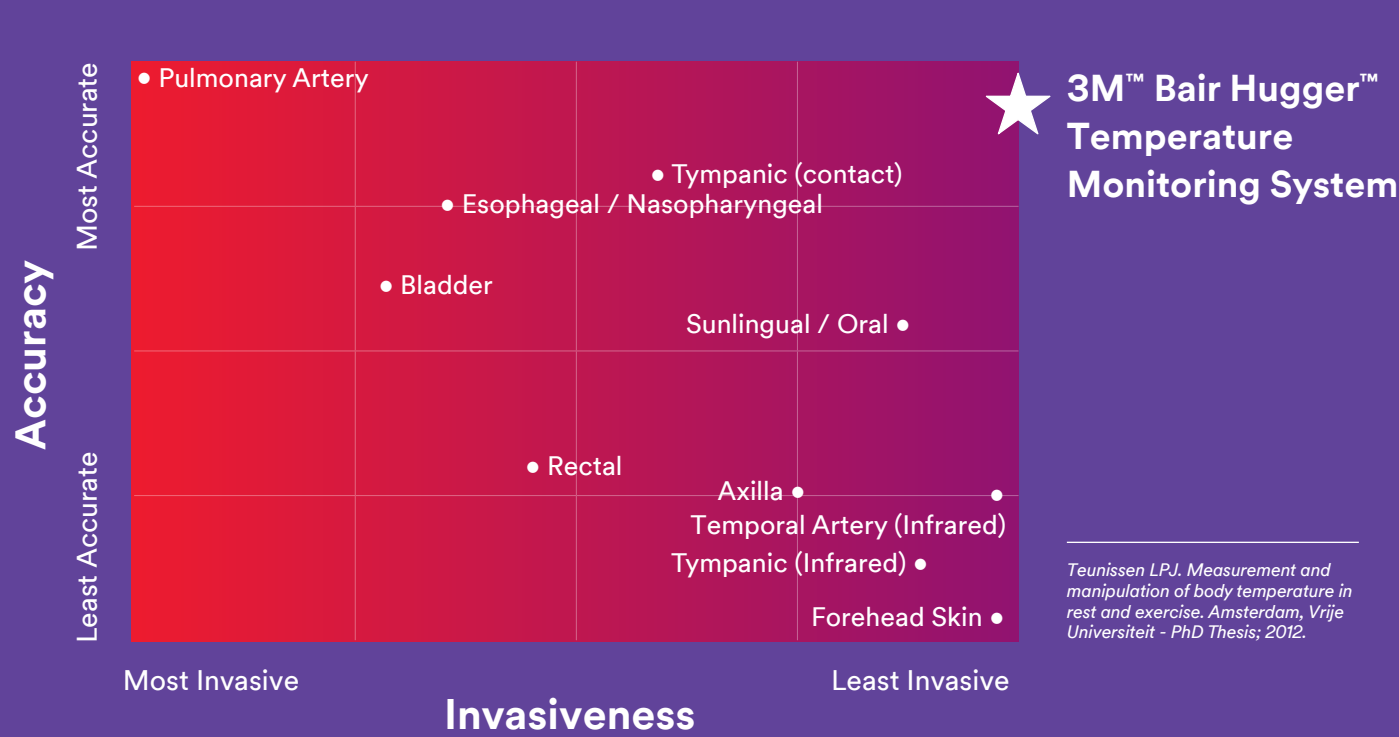 Pulmonary Artery
3M™ Bair Hugger™
Temperature
Monitoring System
Tympanic (contact)
Esophageal / Nasopharyngeal
Bladder
Sunlingual / Oral
Rectal
Axilla
Temporal Artery (Infrared)
Tympanic (Infrared)
Forehead Skin
Most Accurate
Accuracy
Least Accurate
Most Invasive
Least Invasive
Invasiveness
Teunissen LPJ. Measurement and
manipulation of body temperature in
rest and exercise. Amsterdam, Vrije
Universiteit - PhD Thesis; 2012.